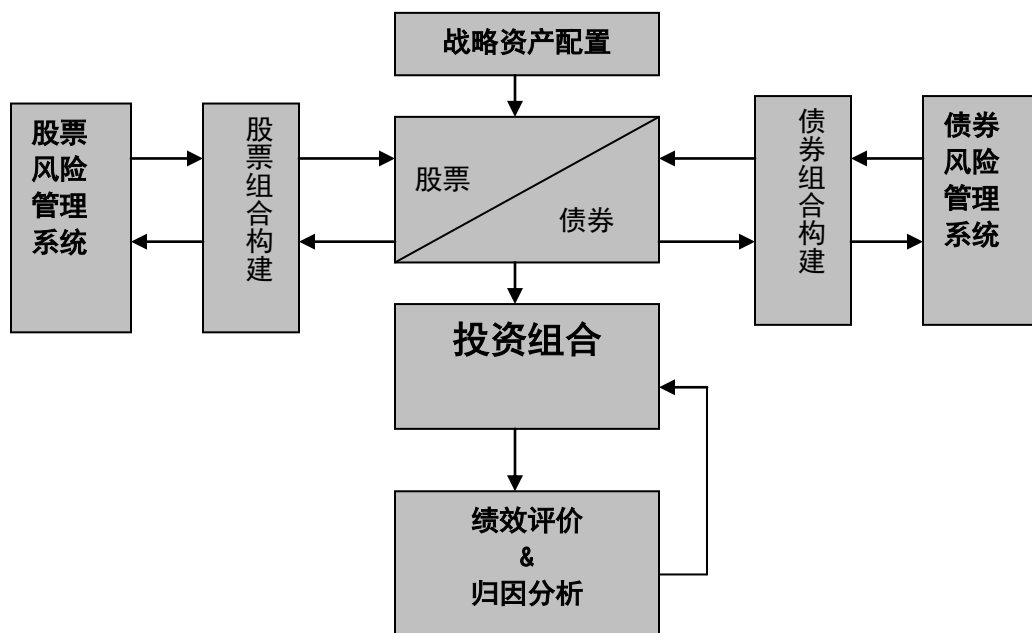 战略资产配置
股票
风险
管理
系统
股票组合构建
股票
债券
债券组合构建
债券
风险
管理
系统
投资组合
绩效评价
&
归因分析